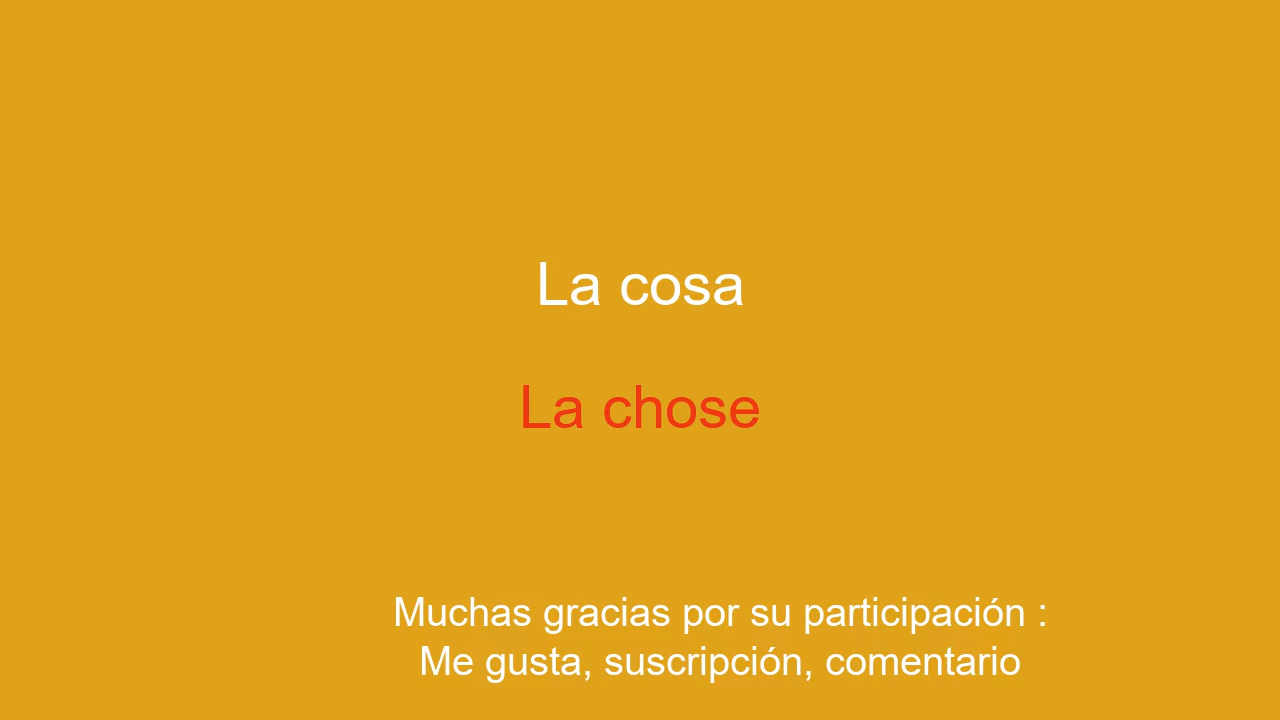 La cosa
La chose
Muchas gracias por su participación :
Me gusta, suscripción, comentario